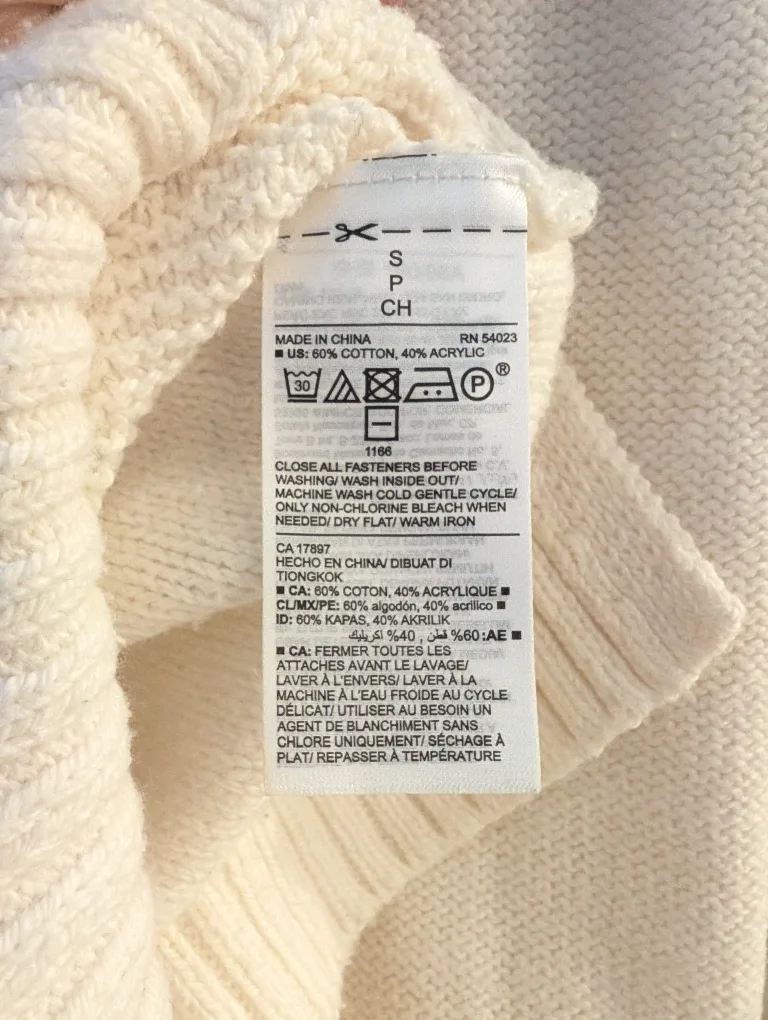 S
P
CH
MADE IN CHINA RN 54023
■ US: 60% COTTON, 40% ACRYLIC
30 P ®
1166
CLOSE ALL FASTENERS BEFORE
WASHING/ WASH INSIDE OUT/
MACHINE WASH COLD GENTLE CYCLE/
ONLY NON-CHLORINE BLEACH WHEN
NEEDED/ DRY FLAT/ WARM IRON
CA 17897
HECHO EN CHINA/ DIBUAT DI
TIONGKOK
■ CA: 60% COTON, 40% ACRYLIQUE ■
CL/MX/PE: 60% algodón, 40% acrilico ■
ID: 60% KAPAS, 40% AKRILIK
■ AE: 60% قطن , 40% اكريليك
■ CA: FERMER TOUTES LES
ATTACHES AVANT LE LAVAGE/
LAVER À L'ENVERS/ LAVER À LA
MACHINE À L'EAU FROIDE AU CYCLE
DÉLICAT/ UTILISER AU BESOIN UN
AGENT DE BLANCHIMENT SANS
CHLORE UNIQUEMENT/ SÉCHAGE À
PLAT/ REPASSER À TEMPÉRATURE